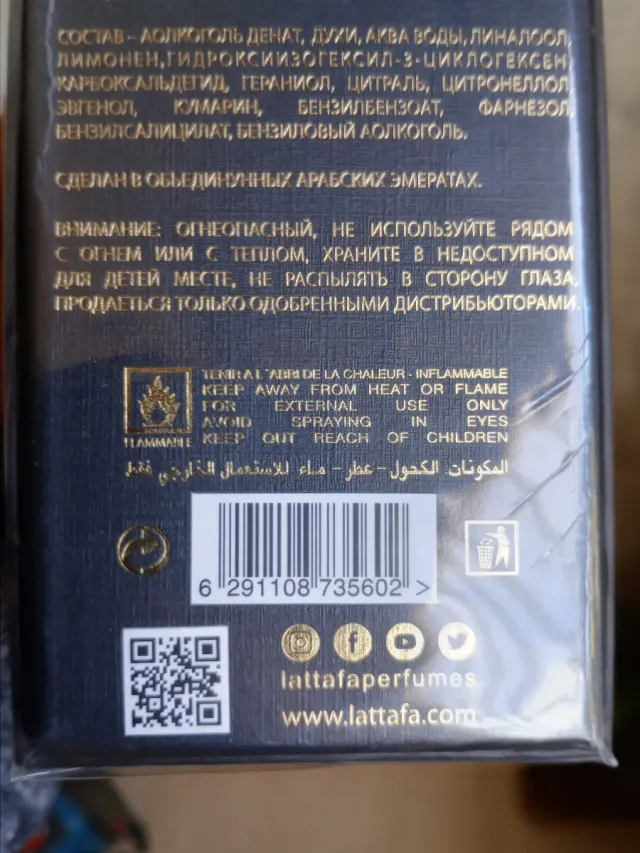 СОСТАВ – АОЛКОГОЛЬ ДЕНАТ, ДУХИ, АКВА ВОДЫ, ЛИНАЛООЛ,
ЛИМОНЕН,ГИДРОКСИИЗОГЕКСИЛ-3-ЦИКЛОГЕКСЕН
КАРБОКСАЛЬДЕГИД, ГЕРАНИОЛ, ЦИТРАЛЬ, ЦИТРОНЕЛЛОЛ
ЭВГЕНОЛ, КУМАРИН, БЕНЗИЛБЕНЗОАТ, ФАРНЕЗОЛ
БЕНЗИЛСАЛИЦИЛАТ, БЕНЗИЛОВЫЙ АОЛКОГОЛЬ.
СДЕЛАН В ОБЪЕДИНУННЫХ АРАБСКИХ ЭМЕРАТАХ.
ВНИМАНИЕ: ОГНЕОПАСНЫЙ, НЕ ИСПОЛЬЗУЙТЕ РЯДОМ
С ОГНЕМ ИЛИ С ТЕПЛОМ, ХРАНИТЕ В НЕДОСТУПНОМ
ДЛЯ ДЕТЕЙ МЕСТЕ, НЕ РАСПЫЛЯТЬ В СТОРОНУ ГЛАЗА,
ПРОДАЕТЬСЯ ТОЛЬКО ОДОБРЕННЫМИ ДИСТРИБЬЮТОРАМИ.
TENIR A L'ABRI DE LA CHALEUR - INFLAMMABLE
KEEP AWAY FROM HEAT OR FLAME
FOR EXTERNAL USE ONLY
AVOID SPRAYING IN EYES
KEEP OUT REACH OF CHILDREN
FLAMMABLE
المكونات الكحول - عطر - ماء للاستعمال الخارجي فقط
6 291108 735602 >
lattafaperfumes
www.lattafa.com